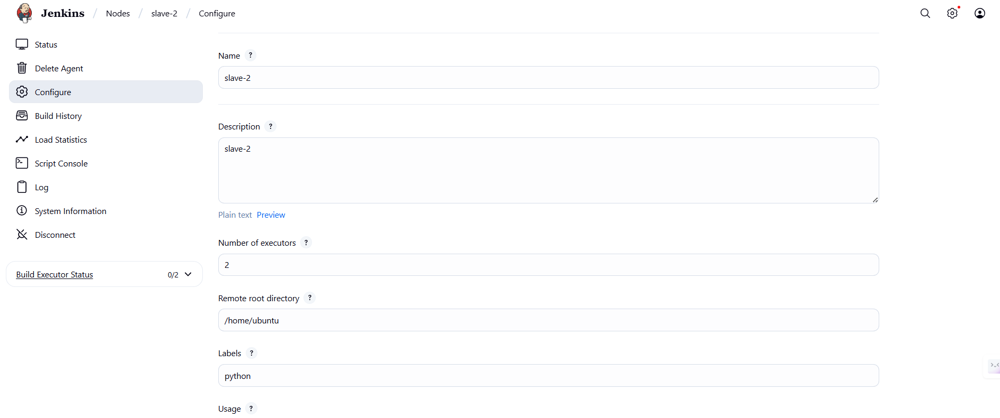 Jenkins / Nodes / slave-2 / Configure
Status
Delete Agent
Configure
Build History
Load Statistics
Script Console
Log
System Information
Disconnect
Build Executor Status 0/2
Name ?
slave-2
Description ?
slave-2
Plain text Preview
Number of executors ?
2
Remote root directory ?
/home/ubuntu
Labels ?
python
Usage ?